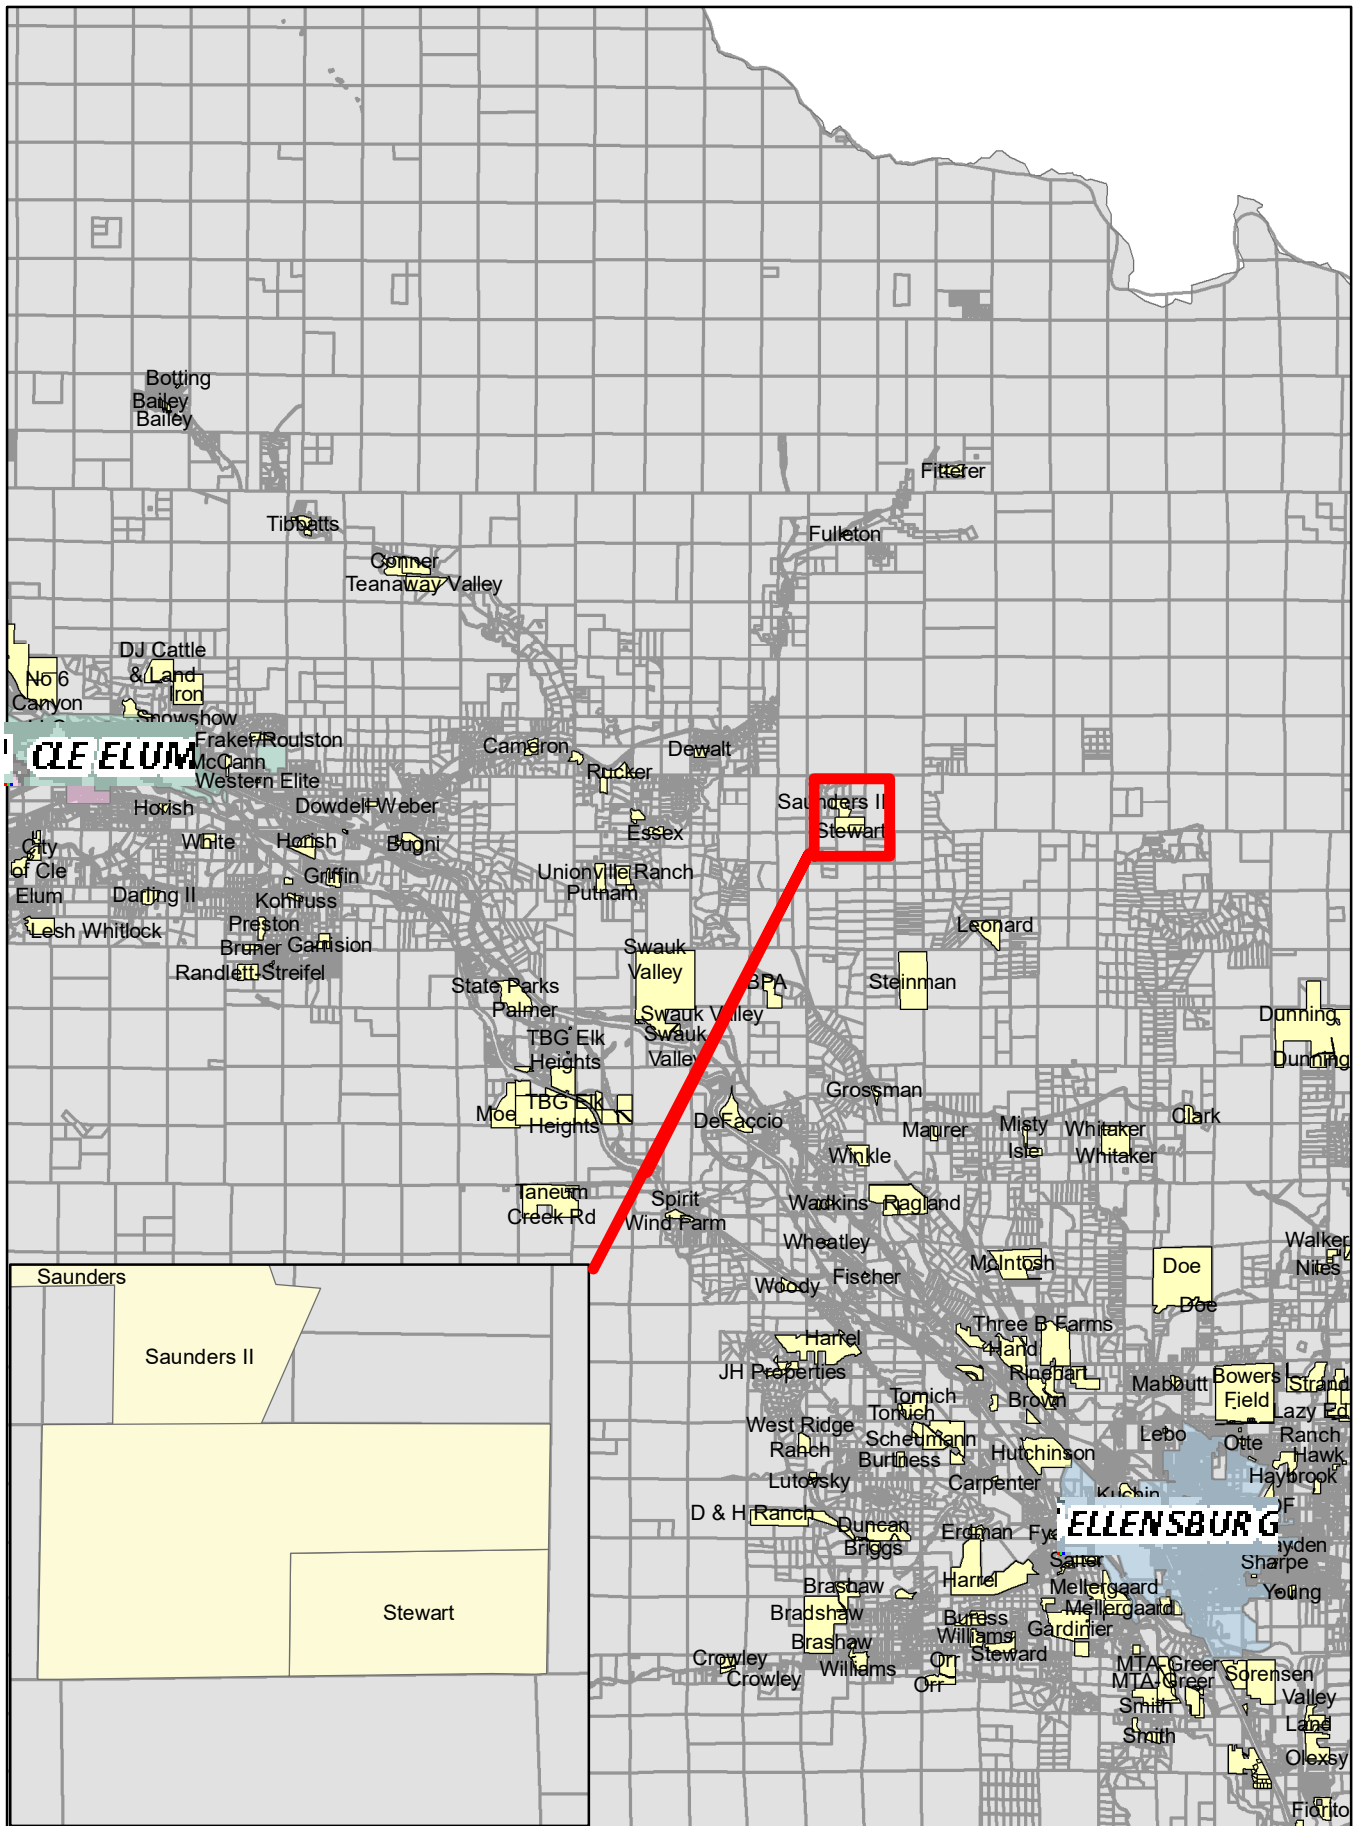 Botting
Bailey
Bailey
Fitterer
Tibbatts
Fulleton
Conner
Teanaway Valley
DJ Cattle
& Land
No 6
Canyon
Iron
Snowshow
CLE ELUM
Fraker/Roulston
McCann
Western Elite
Cameron
Dewalt
Rucker
Horish
Dowdell-Weber
Saunders II
Stewart
Essex
City
of Cle
Elum
White
Horish
Bugni
Griffin
Unionville Ranch
Putnam
Darling II
Kohlruss
Lesh Whitlock
Preston
Bruner
Garrision
Randlett-Streifel
Leonard
Swauk
Valley
Steinman
BPA
State Parks
Palmer
Swauk Valley
Swauk
Valley
Dunning
Dunning
TBG Elk
Heights
Moe
TBG Elk
Heights
DeFaccio
Grossman
Maurer
Misty
Isle
Whitaker
Whitaker
Clark
Winkle
Taneum
Creek Rd
Spirit
Wind Farm
Wadkins
Ragland
Wheatley
Walker
Niles
McIntosh
Doe
Doe
Woody
Fischer
Saunders
Saunders II
Stewart
Three B Farms
Hand
Harrel
JH Properties
Rinehart
Brown
Mabbutt
Bowers
Field
Strand
Lazy Ed
Ranch
Tomich
Tomich
Scheumann
West Ridge
Ranch
Burtness
Hutchinson
Lebo
Otte
Hawk
Haybrook
Lutovsky
Carpenter
Kuchin
D & H Ranch
Duncan
Briggs
Erdman
ELLENSBURG
Salter
Sharpe
Harrel
Brashaw
Bradshaw
Brashaw
Mellergaard
Mellergaard
Young
Buress
Williams
Steward
Gardinier
Crowley
Crowley
Williams
Orr
Orr
MTA-Greer
MTA-Greer
Sorensen
Smith
Smith
Valley
Land
Olexsy
Fiorito